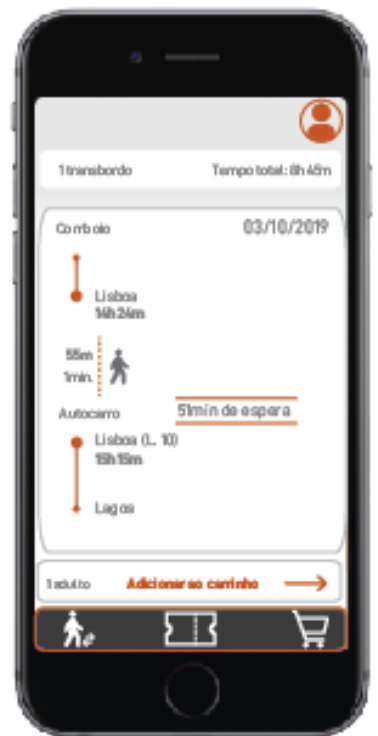 1 transbordo Tempo total: 8h 45m
Comboio 03/10/2019
Lisboa
14h 24m
55m
1min.
Autocarro 51min de espera
Lisboa (L. 10)
15h 15m
Lagos
1 adulto Adicionar ao carrinho